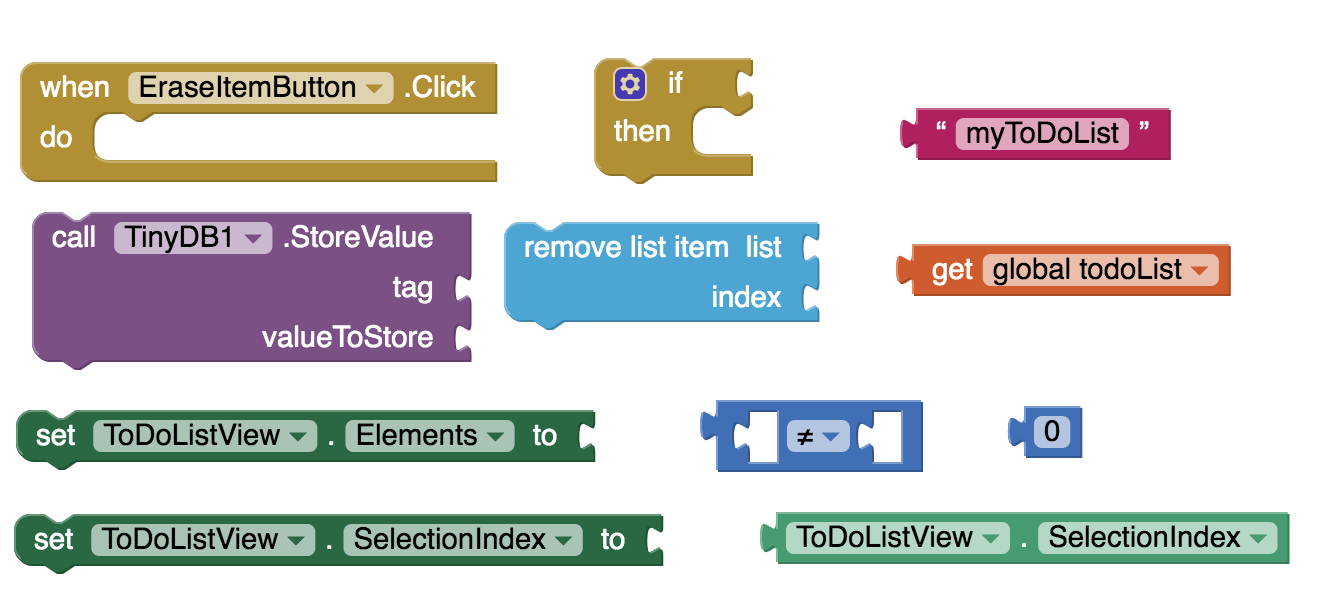 when EraseItemButton .Click
do
if
then
“ myToDoList ”
call TinyDB1 .StoreValue
tag
valueToStore
remove list item list
index
get global todoList
set ToDoListView . Elements to
≠
0
set ToDoListView . SelectionIndex to
ToDoListView . SelectionIndex